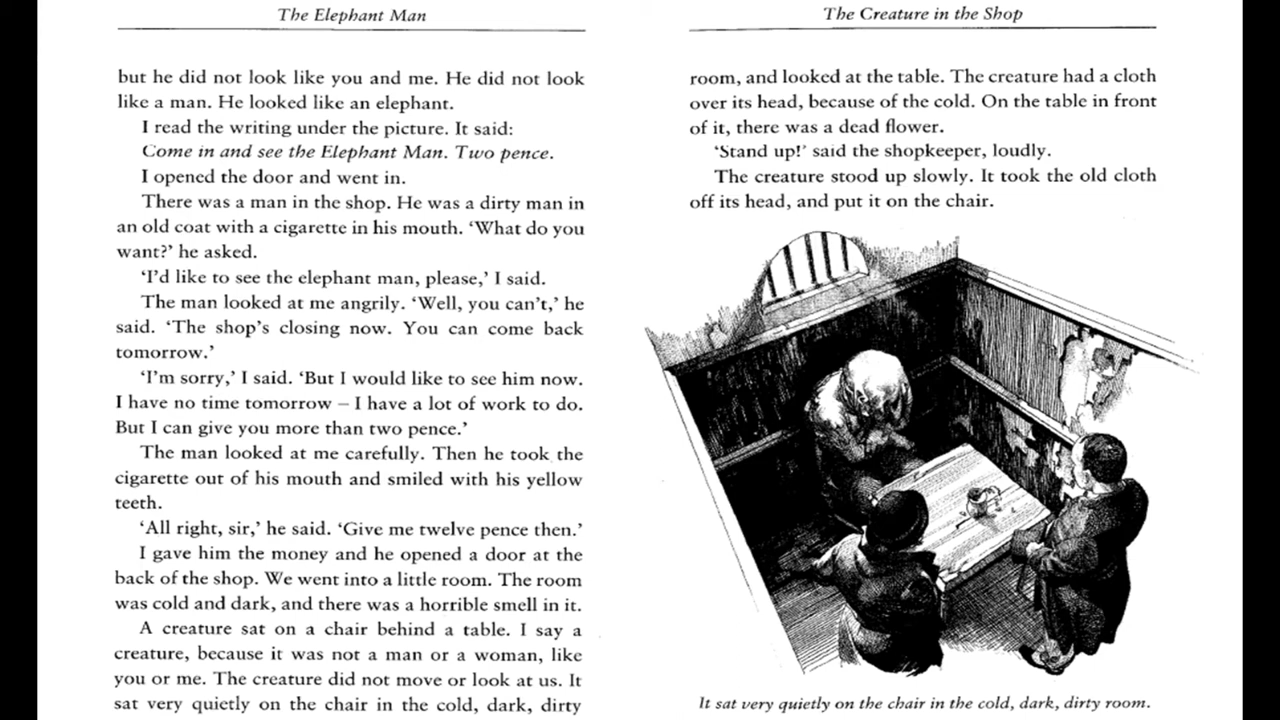 The Elephant Man
but he did not look like you and me. He did not look
like a man. He looked like an elephant.
I read the writing under the picture. It said:
Come in and see the Elephant Man. Two pence.
I opened the door and went in.
There was a man in the shop. He was a dirty man in
an old coat with a cigarette in his mouth. ‘What do you
want?’ he asked.
‘I’d like to see the elephant man, please,’ I said.
The man looked at me angrily. ‘Well, you can’t,’ he
said. ‘The shop’s closing now. You can come back
tomorrow.’
‘I’m sorry,’ I said. ‘But I would like to see him now.
I have no time tomorrow – I have a lot of work to do.
But I can give you more than two pence.’
The man looked at me carefully. Then he took the
cigarette out of his mouth and smiled with his yellow
teeth.
‘All right, sir,’ he said. ‘Give me twelve pence then.’
I gave him the money and he opened a door at the
back of the shop. We went into a little room. The room
was cold and dark, and there was a horrible smell in it.
A creature sat on a chair behind a table. I say a
creature, because it was not a man or a woman, like
you or me. The creature did not move or look at us. It
sat very quietly on the chair in the cold, dark, dirty
The Creature in the Shop
room, and looked at the table. The creature had a cloth
over its head, because of the cold. On the table in front
of it, there was a dead flower.
‘Stand up!’ said the shopkeeper, loudly.
The creature stood up slowly. It took the old cloth
off its head, and put it on the chair.
It sat very quietly on the chair in the cold, dark, dirty room.